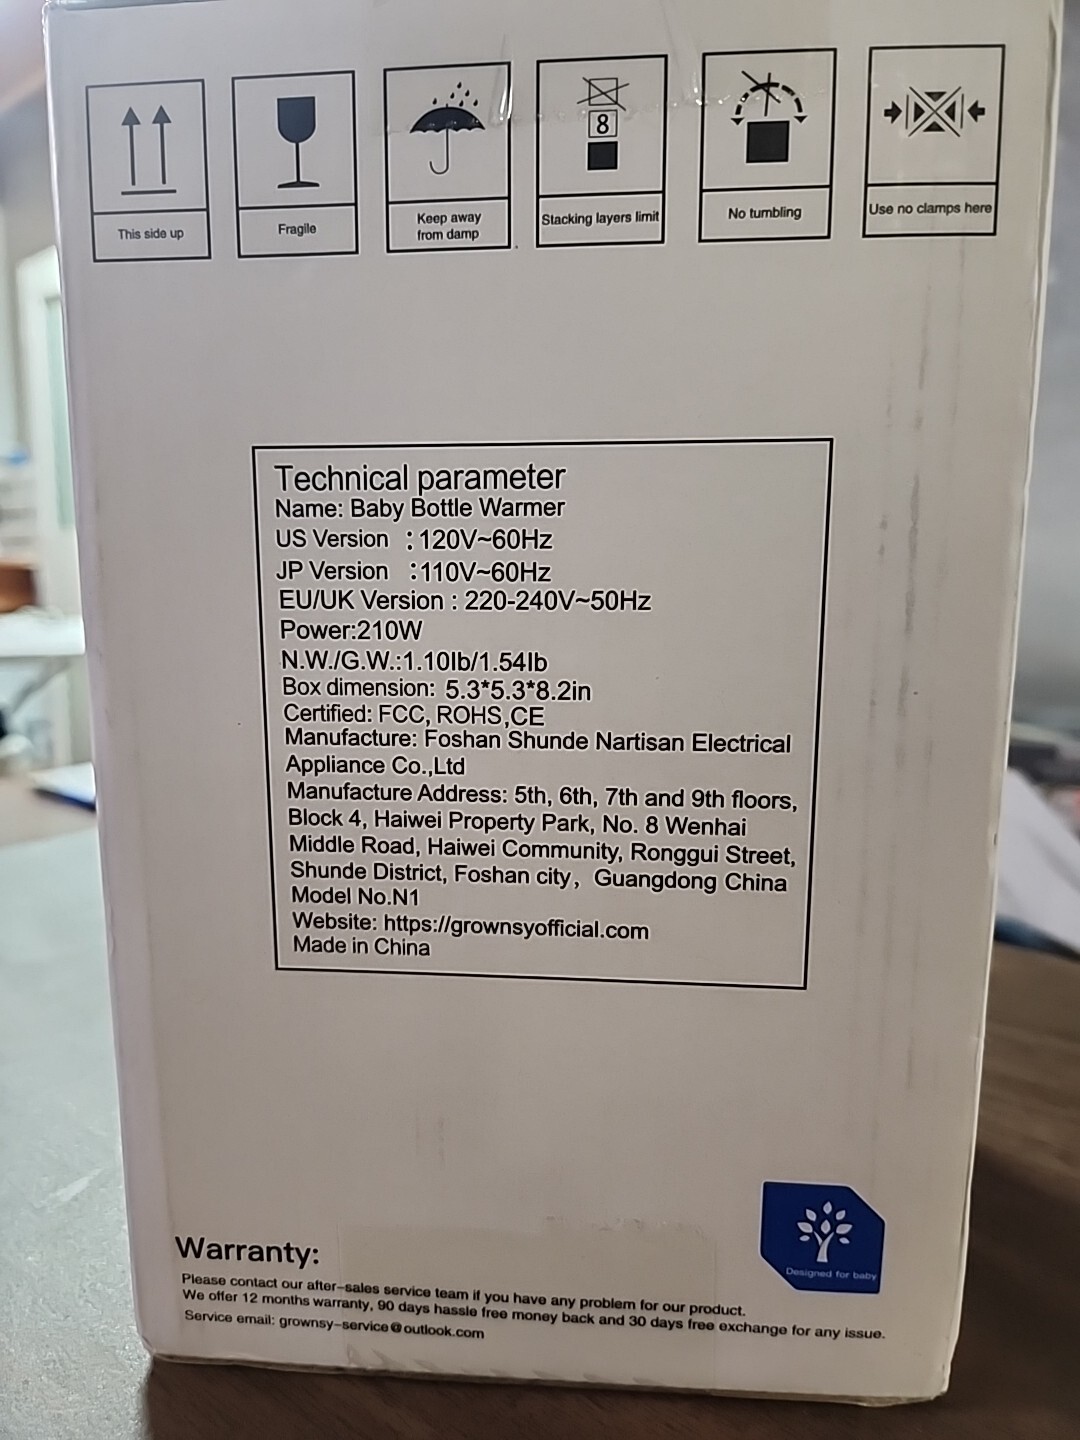 8
This side up
Fragile
Keep away
from damp
Stacking layers limit
No tumbling
Use no clamps here
Technical parameter
Name: Baby Bottle Warmer
US Version : 120V~60Hz
JP Version :110V~60Hz
EU/UK Version : 220-240V~50Hz
Power:210W
N.W./G.W.:1.10lb/1.54lb
Box dimension: 5.3*5.3*8.2in
Certified: FCC, ROHS,CE
Manufacture: Foshan Shunde Nartisan Electrical
Appliance Co.,Ltd
Manufacture Address: 5th, 6th, 7th and 9th floors,
Block 4, Haiwei Property Park, No. 8 Wenhai
Middle Road, Haiwei Community, Ronggui Street,
Shunde District, Foshan city, Guangdong China
Model No.N1
Website: https://grownsyofficial.com
Made in China
Designed for baby
Warranty:
Please contact our after-sales service team if you have any problem for our product.
We offer 12 months warranty, 90 days hassle free money back and 30 days free exchange for any issue.
Service email: grownsy-service@outlook.com